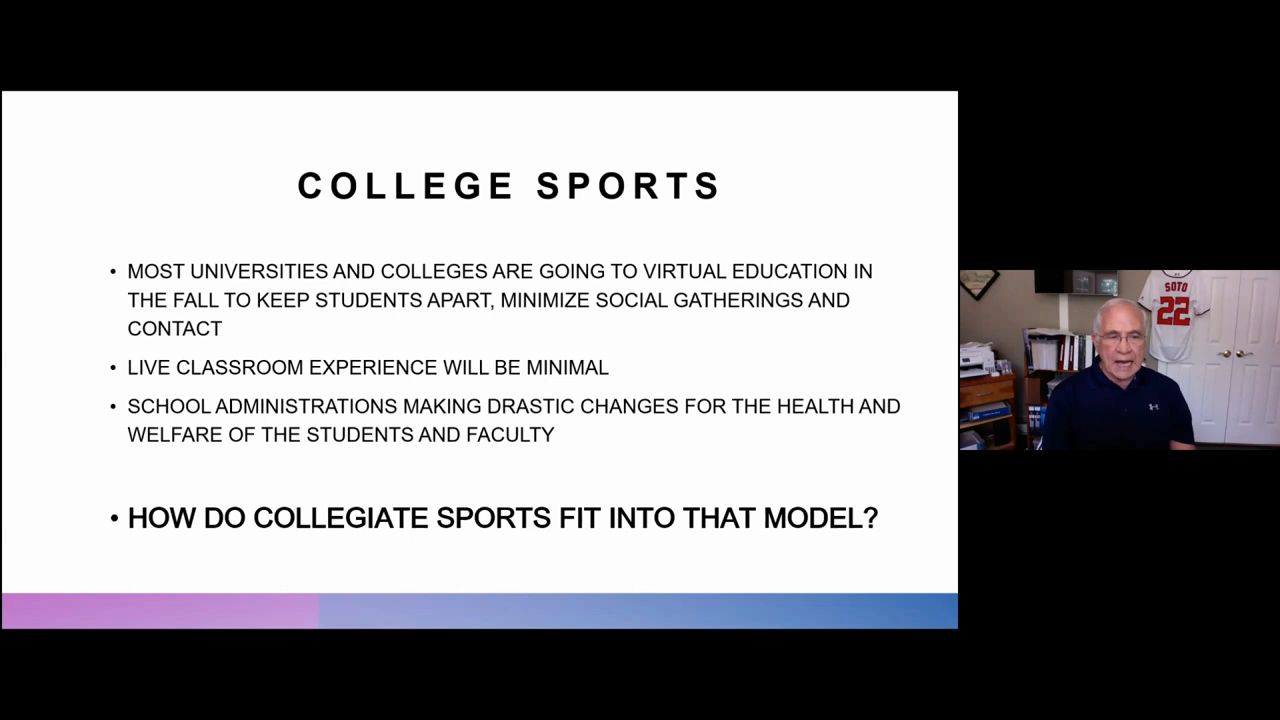 COLLEGE SPORTS
• MOST UNIVERSITIES AND COLLEGES ARE GOING TO VIRTUAL EDUCATION IN
THE FALL TO KEEP STUDENTS APART, MINIMIZE SOCIAL GATHERINGS AND
CONTACT
• LIVE CLASSROOM EXPERIENCE WILL BE MINIMAL
• SCHOOL ADMINISTRATIONS MAKING DRASTIC CHANGES FOR THE HEALTH AND
WELFARE OF THE STUDENTS AND FACULTY
• HOW DO COLLEGIATE SPORTS FIT INTO THAT MODEL?
SOTO
22